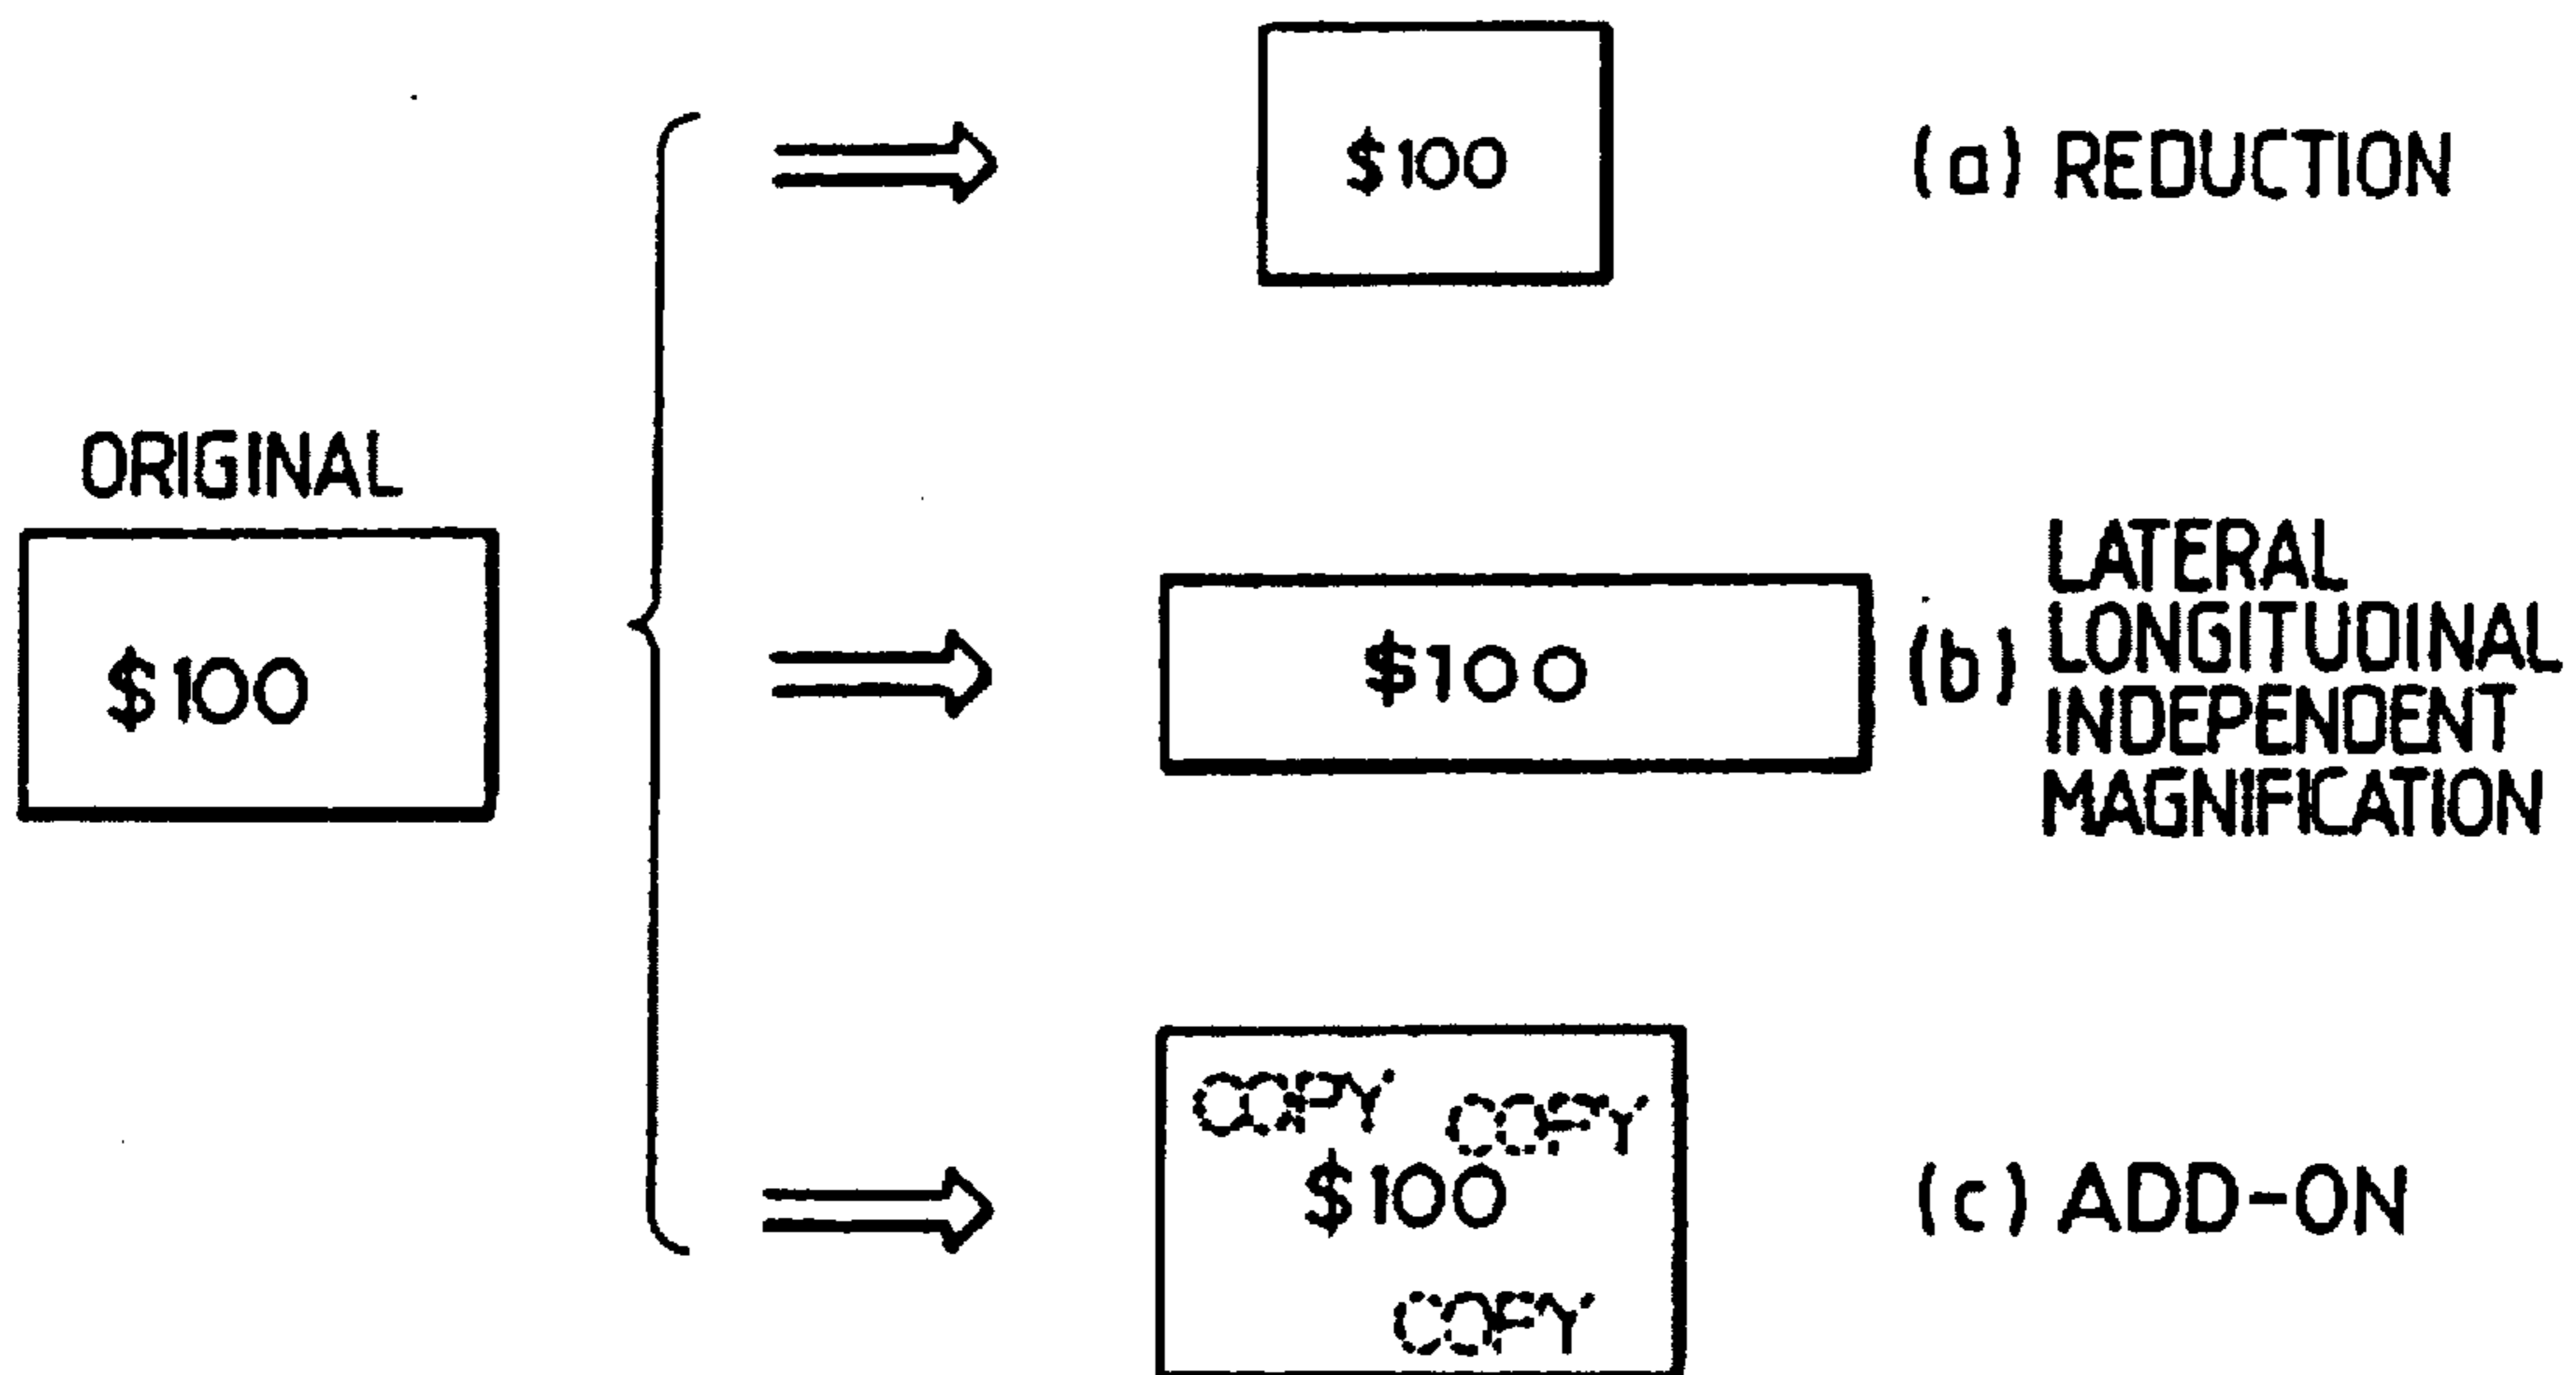 $100
(a) REDUCTION
ORIGINAL
$100
$100
(b) LATERAL
LONGITUDINAL
INDEPENDENT
MAGNIFICATION
COPY
COPY
$100
COPY
(c) ADD-ON